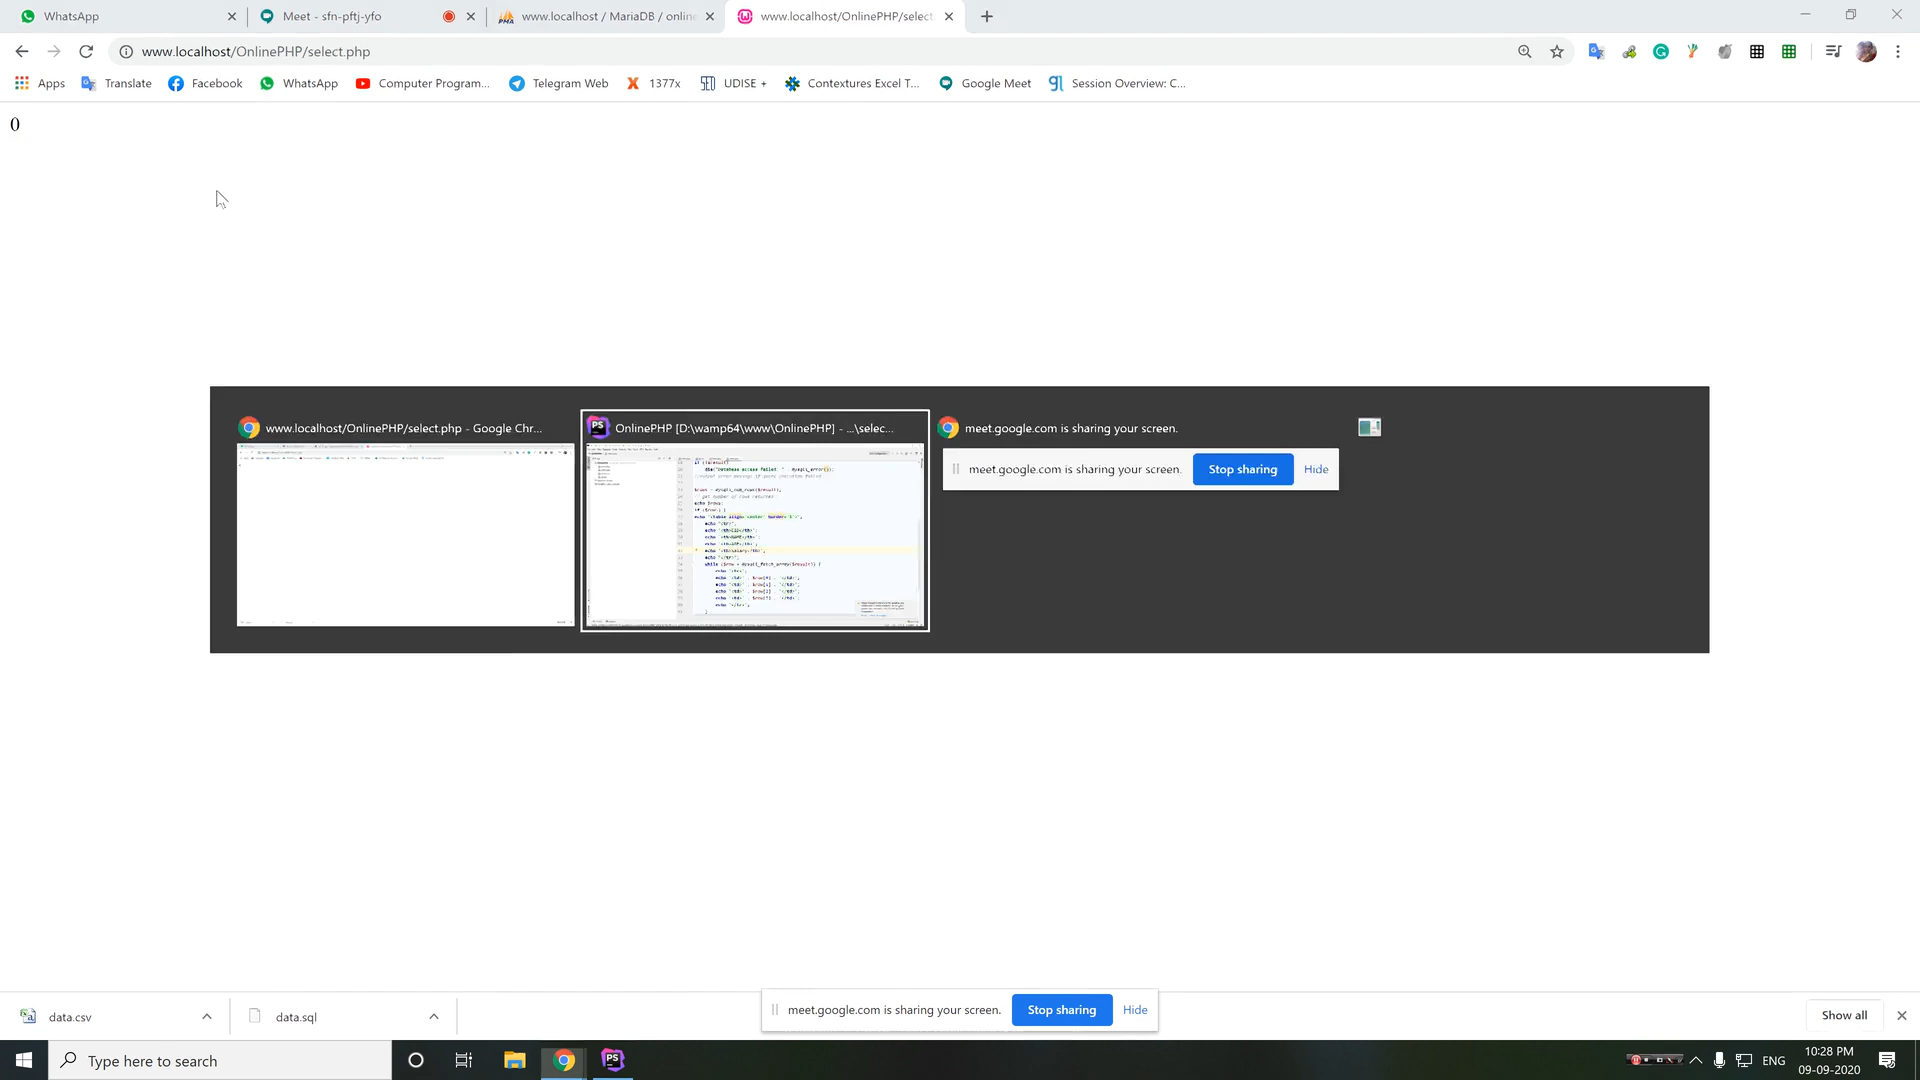 WhatsApp
Meet - sfn-pftj-yfo
www.localhost / MariaDB / online
www.localhost/OnlinePHP/select.
www.localhost/OnlinePHP/select.php
Apps
Translate
Facebook
WhatsApp
Computer Program...
Telegram Web
1377x
UDISE +
Contextures Excel T...
Google Meet
Session Overview: C...
0
www.localhost/OnlinePHP/select.php - Google Chr...
PS
OnlinePHP [D:\wamp64\www\OnlinePHP] - ...\selec...
meet.google.com is sharing your screen.
meet.google.com is sharing your screen.
Stop sharing
Hide
data.csv
data.sql
meet.google.com is sharing your screen.
Stop sharing
Hide
Show all
Type here to search
PS
ENG
10:28 PM
09-09-2020